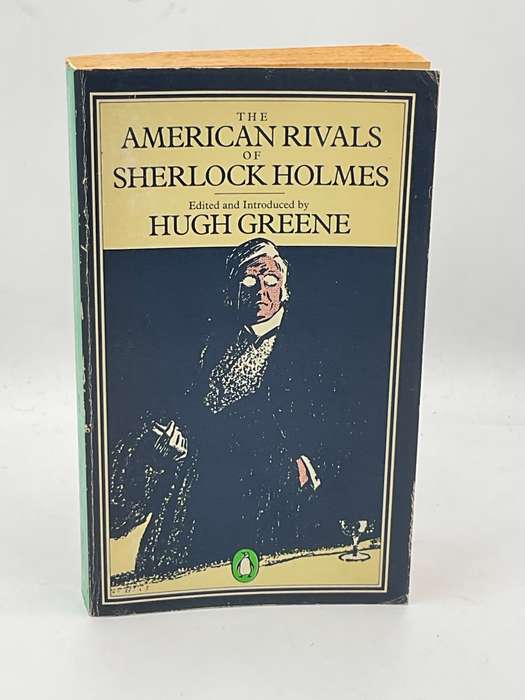 THE
AMERICAN RIVALS
OF
SHERLOCK HOLMES
Edited and Introduced by
HUGH GREENE